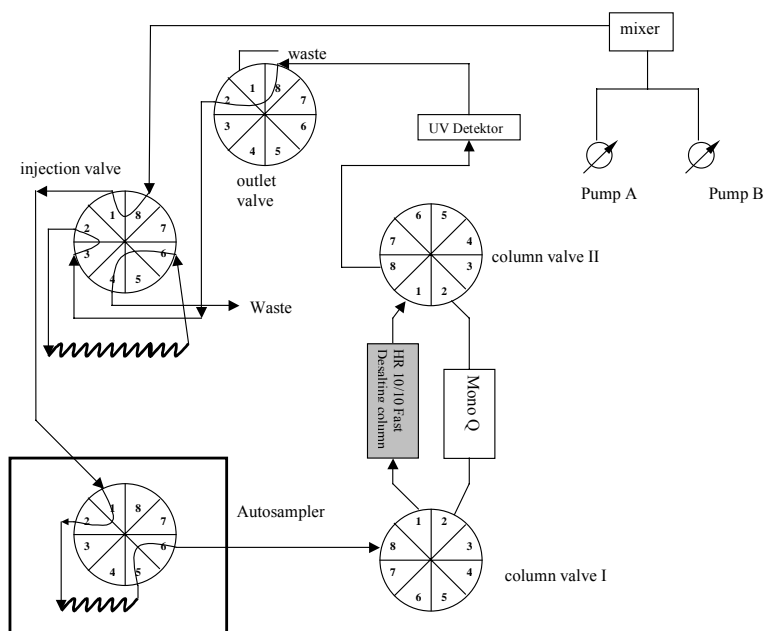 mixer
waste
1 8
2 7
3 6
4 5
outlet
valve
UV Detektor
Pump A
Pump B
injection valve
1 8
2 7
3 6
4 5
Waste
6 5
7 4
8 3
1 2
column valve II
HR 10/10 Fast
Desalting column
Mono Q
Autosampler
1 8
2 7
3 6
4 5
1 2
8 3
7 4
6 5
column valve I